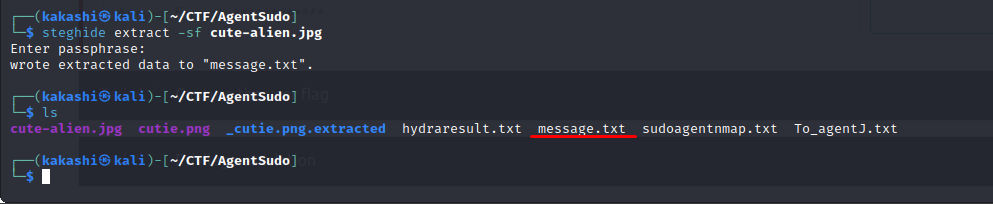 (kakashi㉿kali)-[~/CTF/AgentSudo]
$ steghide extract -sf cute-alien.jpg
Enter passphrase:
wrote extracted data to "message.txt".
(kakashi㉿kali)-[~/CTF/AgentSudo]
$ ls
cute-alien.jpg cutie.png _cutie.png.extracted hydraresult.txt message.txt sudoagentnmap.txt To_agentJ.txt
(kakashi㉿kali)-[~/CTF/AgentSudo]
$